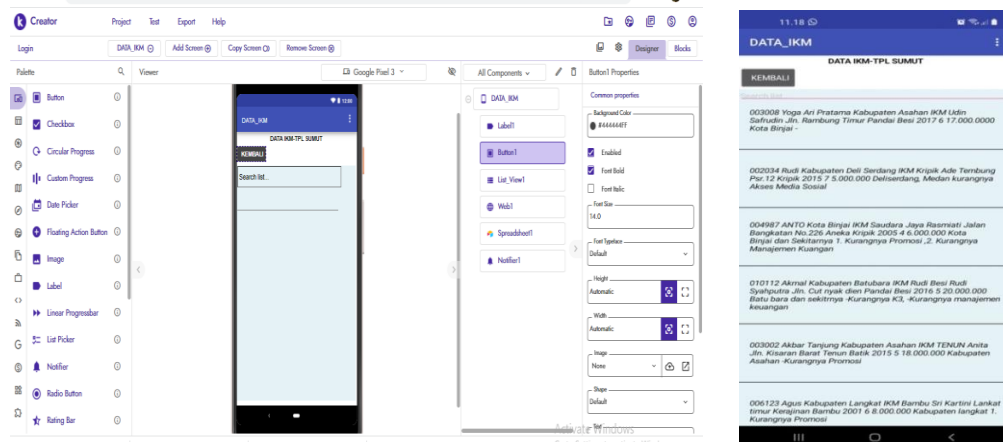 Creator
Project Test Export Help
Login
DATA_IKM
Add Screen
Copy Screen
Remove Screen
Designer
Blocks
Palette
Viewer
Google Pixel 3
All Components
Button1 Properties
Button
Checkbox
Circular Progress
Custom Progress
Date Picker
Floating Action Button
Image
Label
Linear Progressbar
List Picker
Notifier
Radio Button
Rating Bar
DATA_IKM
DATA IKM-TPL SUMUT
KEMBALI
Search list...
DATA_IKM
Label1
Button1
List_View1
Web1
Spreadsheet1
Notifier1
Common properties
Background Color
#444444FF
Enabled
Font Bold
Font Italic
Font Size
14.0
Font Typeface
Default
Height
Automatic
Width
Automatic
Image
None
Shape
Default
Text
Activate Windows
11.18
DATA_IKM
DATA IKM-TPL SUMUT
KEMBALI
Search list...
003008 Yoga Ari Pratama Kabupaten Asahan IKM Udin
Safrudin Jln. Rambung Timur Pandai Besi 2017 6 17.000.0000
Kota Binjai -
002034 Rudi Kabupaten Deli Serdang IKM Kripik Ade Tembung
Psr.12 Kripik 2015 7 5.000.000 Deliserdang, Medan kurangnya
Akses Media Sosial
004987 ANTO Kota Binjai IKM Saudara Jaya Rasmiati Jalan
Bangkatan No.226 Aneka Kripik 2005 4 6.000.000 Kota
Binjai dan Sekitarnya 1. Kurangnya Promosi ,2. Kurangnya
Manajemen Kuangan
010112 Akmal Kabupaten Batubara IKM Rudi Besi Rudi
Syahputra Jln. Cut nyak dien Pandai Besi 2016 5 20.000.000
Batu bara dan sekitrnya -Kurangnya K3, -Kurangnya manajemen
keuangan
003002 Akbar Tanjung Kabupaten Asahan IKM TENUN Anita
Jln. Kisaran Barat Tenun Batik 2015 5 18.000.000 Kabupaten
Asahan -Kurangnya Promosi
006123 Agus Kabupaten Langkat IKM Bambu Sri Kartini Lankat
timur Kerajinan Bambu 2001 6 8.000.000 Kabupaten langkat 1.
Kurangnya Promosi